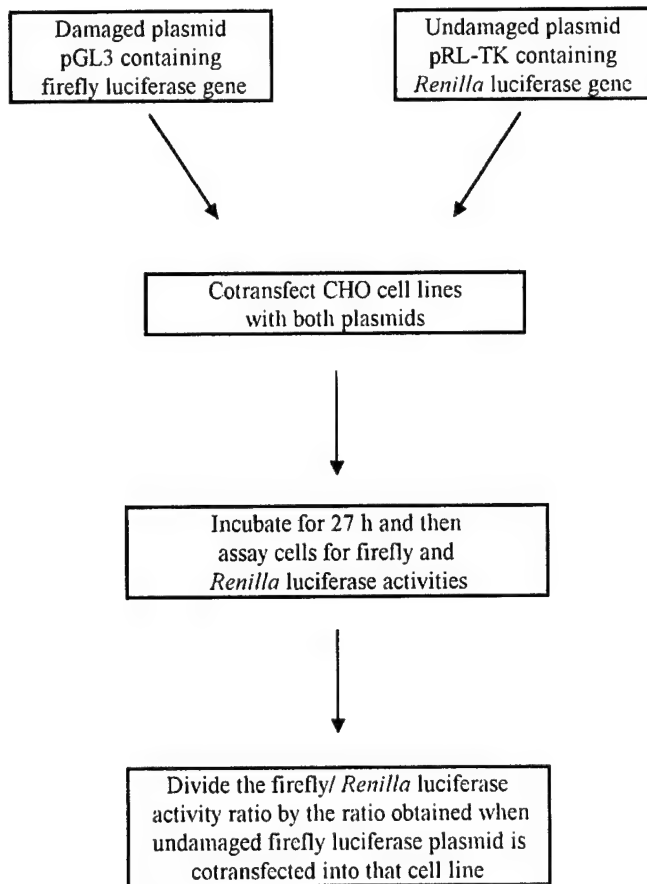 Damaged plasmid
pGL3 containing
firefly luciferase gene
Undamaged plasmid
pRL-TK containing
Renilla luciferase gene
Cotransfect CHO cell lines
with both plasmids
Incubate for 27 h and then
assay cells for firefly and
Renilla luciferase activities
Divide the firefly/ Renilla luciferase
activity ratio by the ratio obtained when
undamaged firefly luciferase plasmid is
cotransfected into that cell line